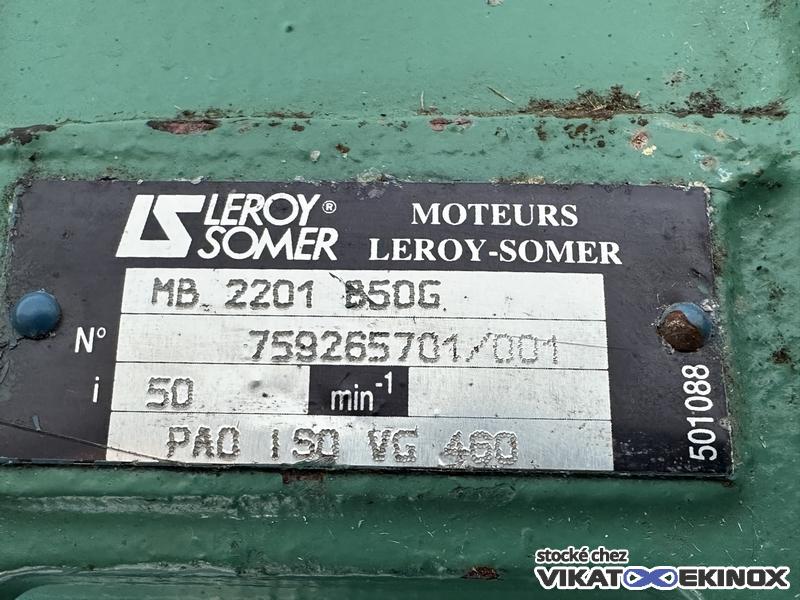 LEROY® SOMER
MOTEURS LEROY-SOMER
MB 2201 B50G
N° 759265701/001
i 50 min-1
PAO ISO VG 460
501088
stocké chez
VIKAT EKINOX